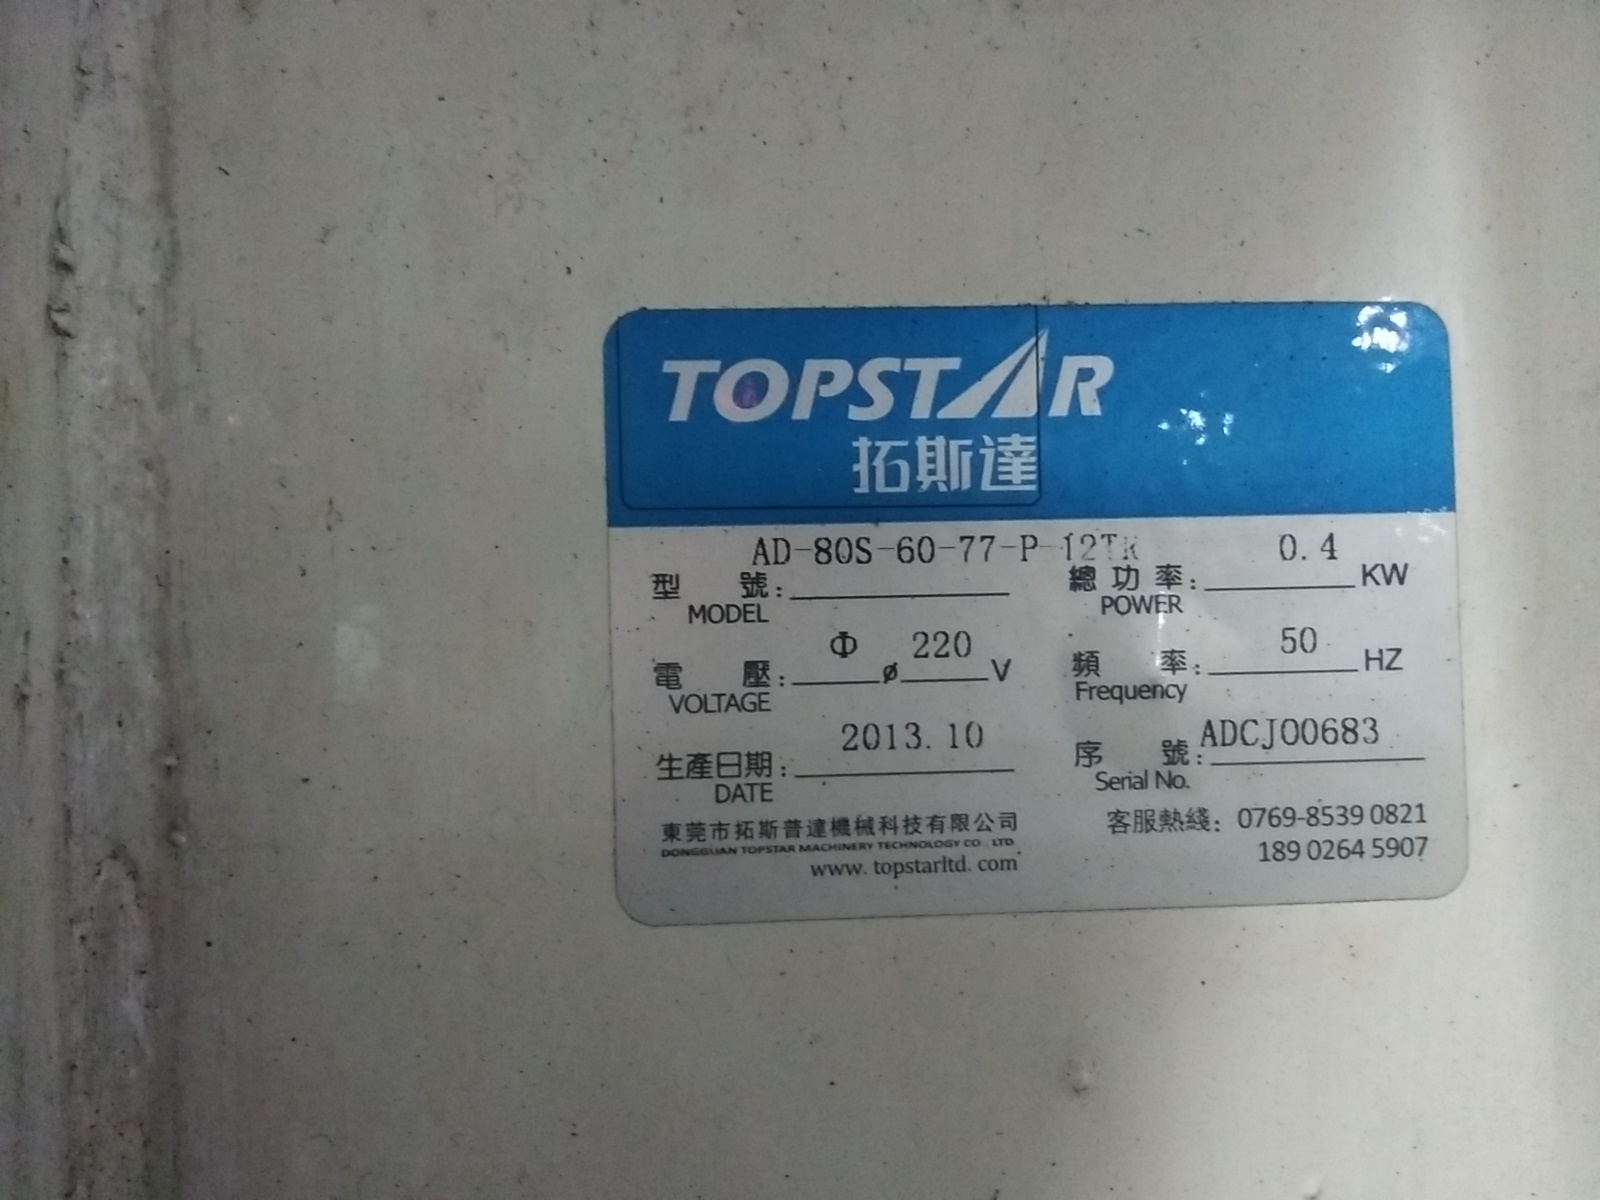 TOPSTAR
拓斯達
AD-80S-60-77-P-12TR 0.4
型 號: 總功率: KW
MODEL POWER
Φ 220 50
電 壓: ø V 頻 率: HZ
VOLTAGE Frequency
2013.10 ADCJ00683
生產日期: 序 號:
DATE Serial No.
東莞市拓斯普達機械科技有限公司 客服熱綫: 0769-8539 0821
DONGGUAN TOPSTAR MACHINERY TECHNOLOGY CO., LTD.
www.topstarltd.com 189 0264 5907